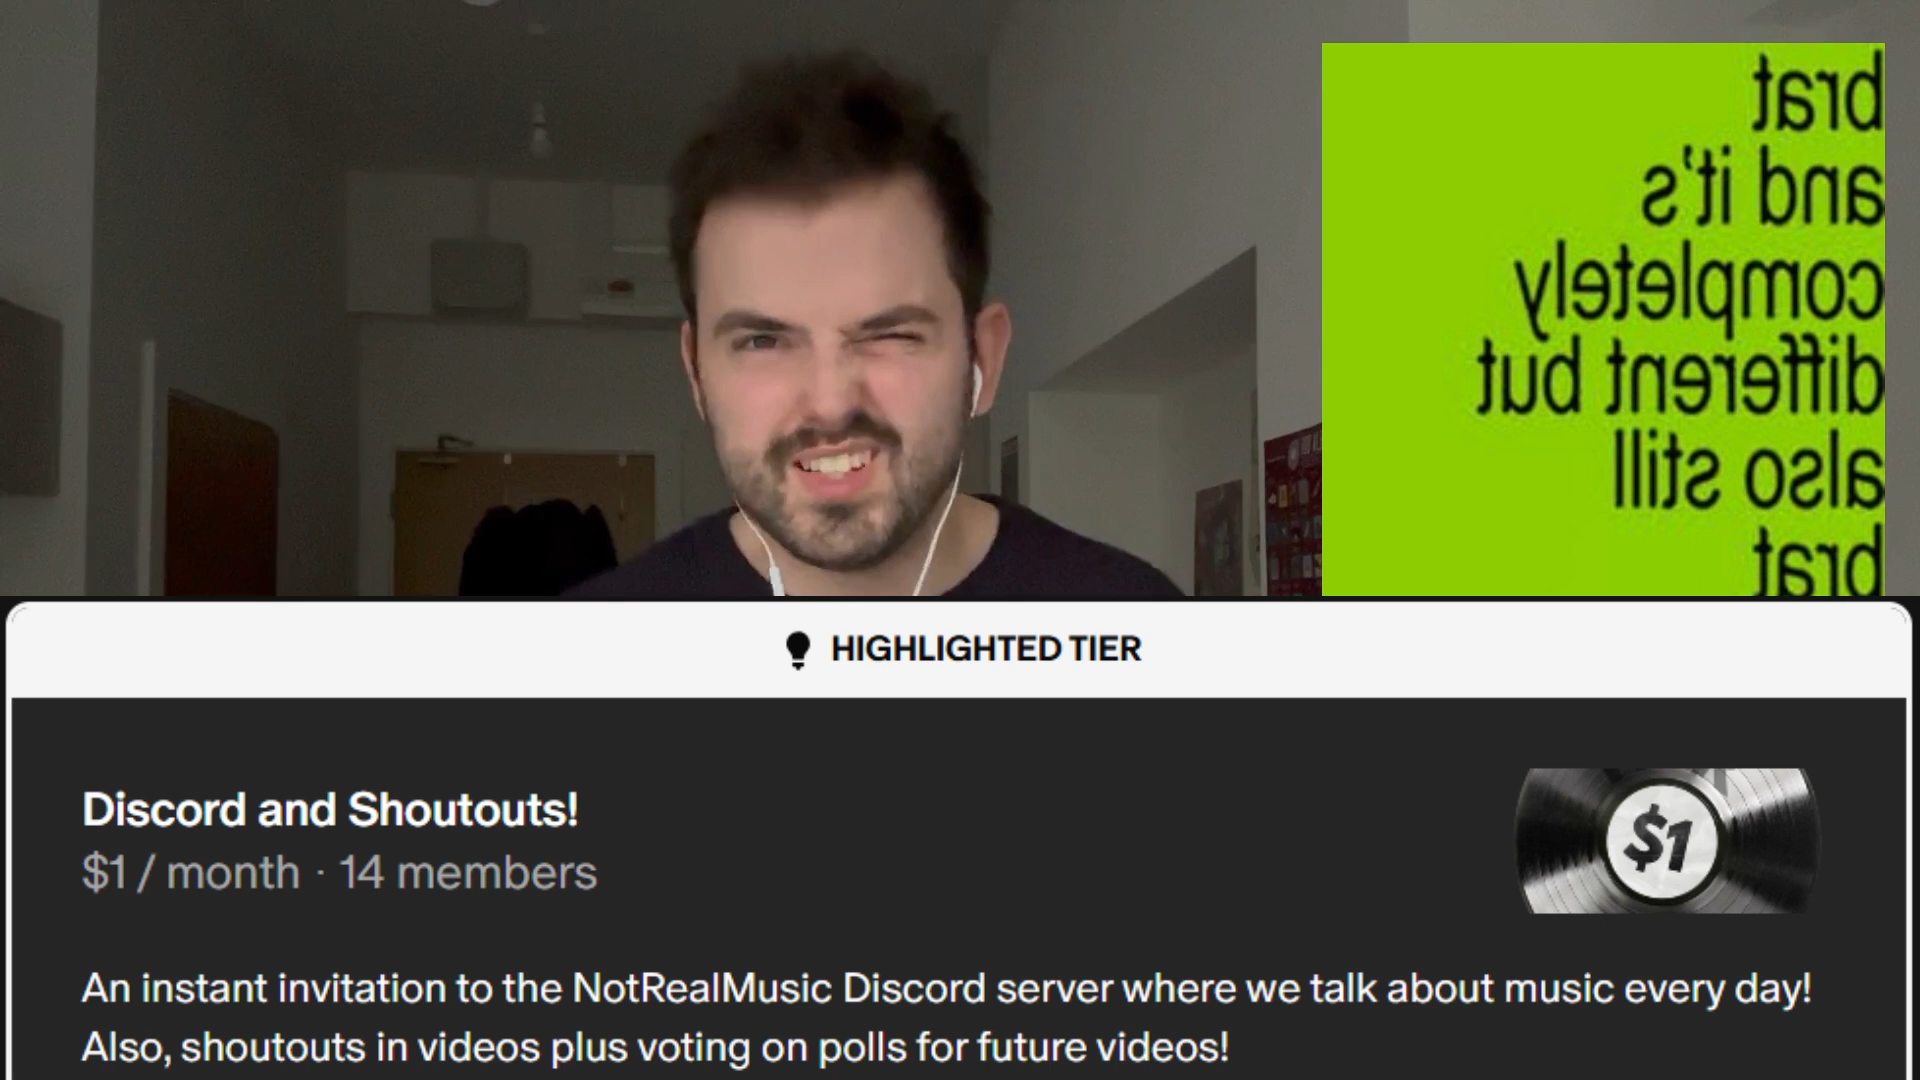 brat
and it's
completely
different but
also still
brat
HIGHLIGHTED TIER
Discord and Shoutouts!
$1 / month · 14 members
$1
An instant invitation to the NotRealMusic Discord server where we talk about music every day!
Also, shoutouts in videos plus voting on polls for future videos!